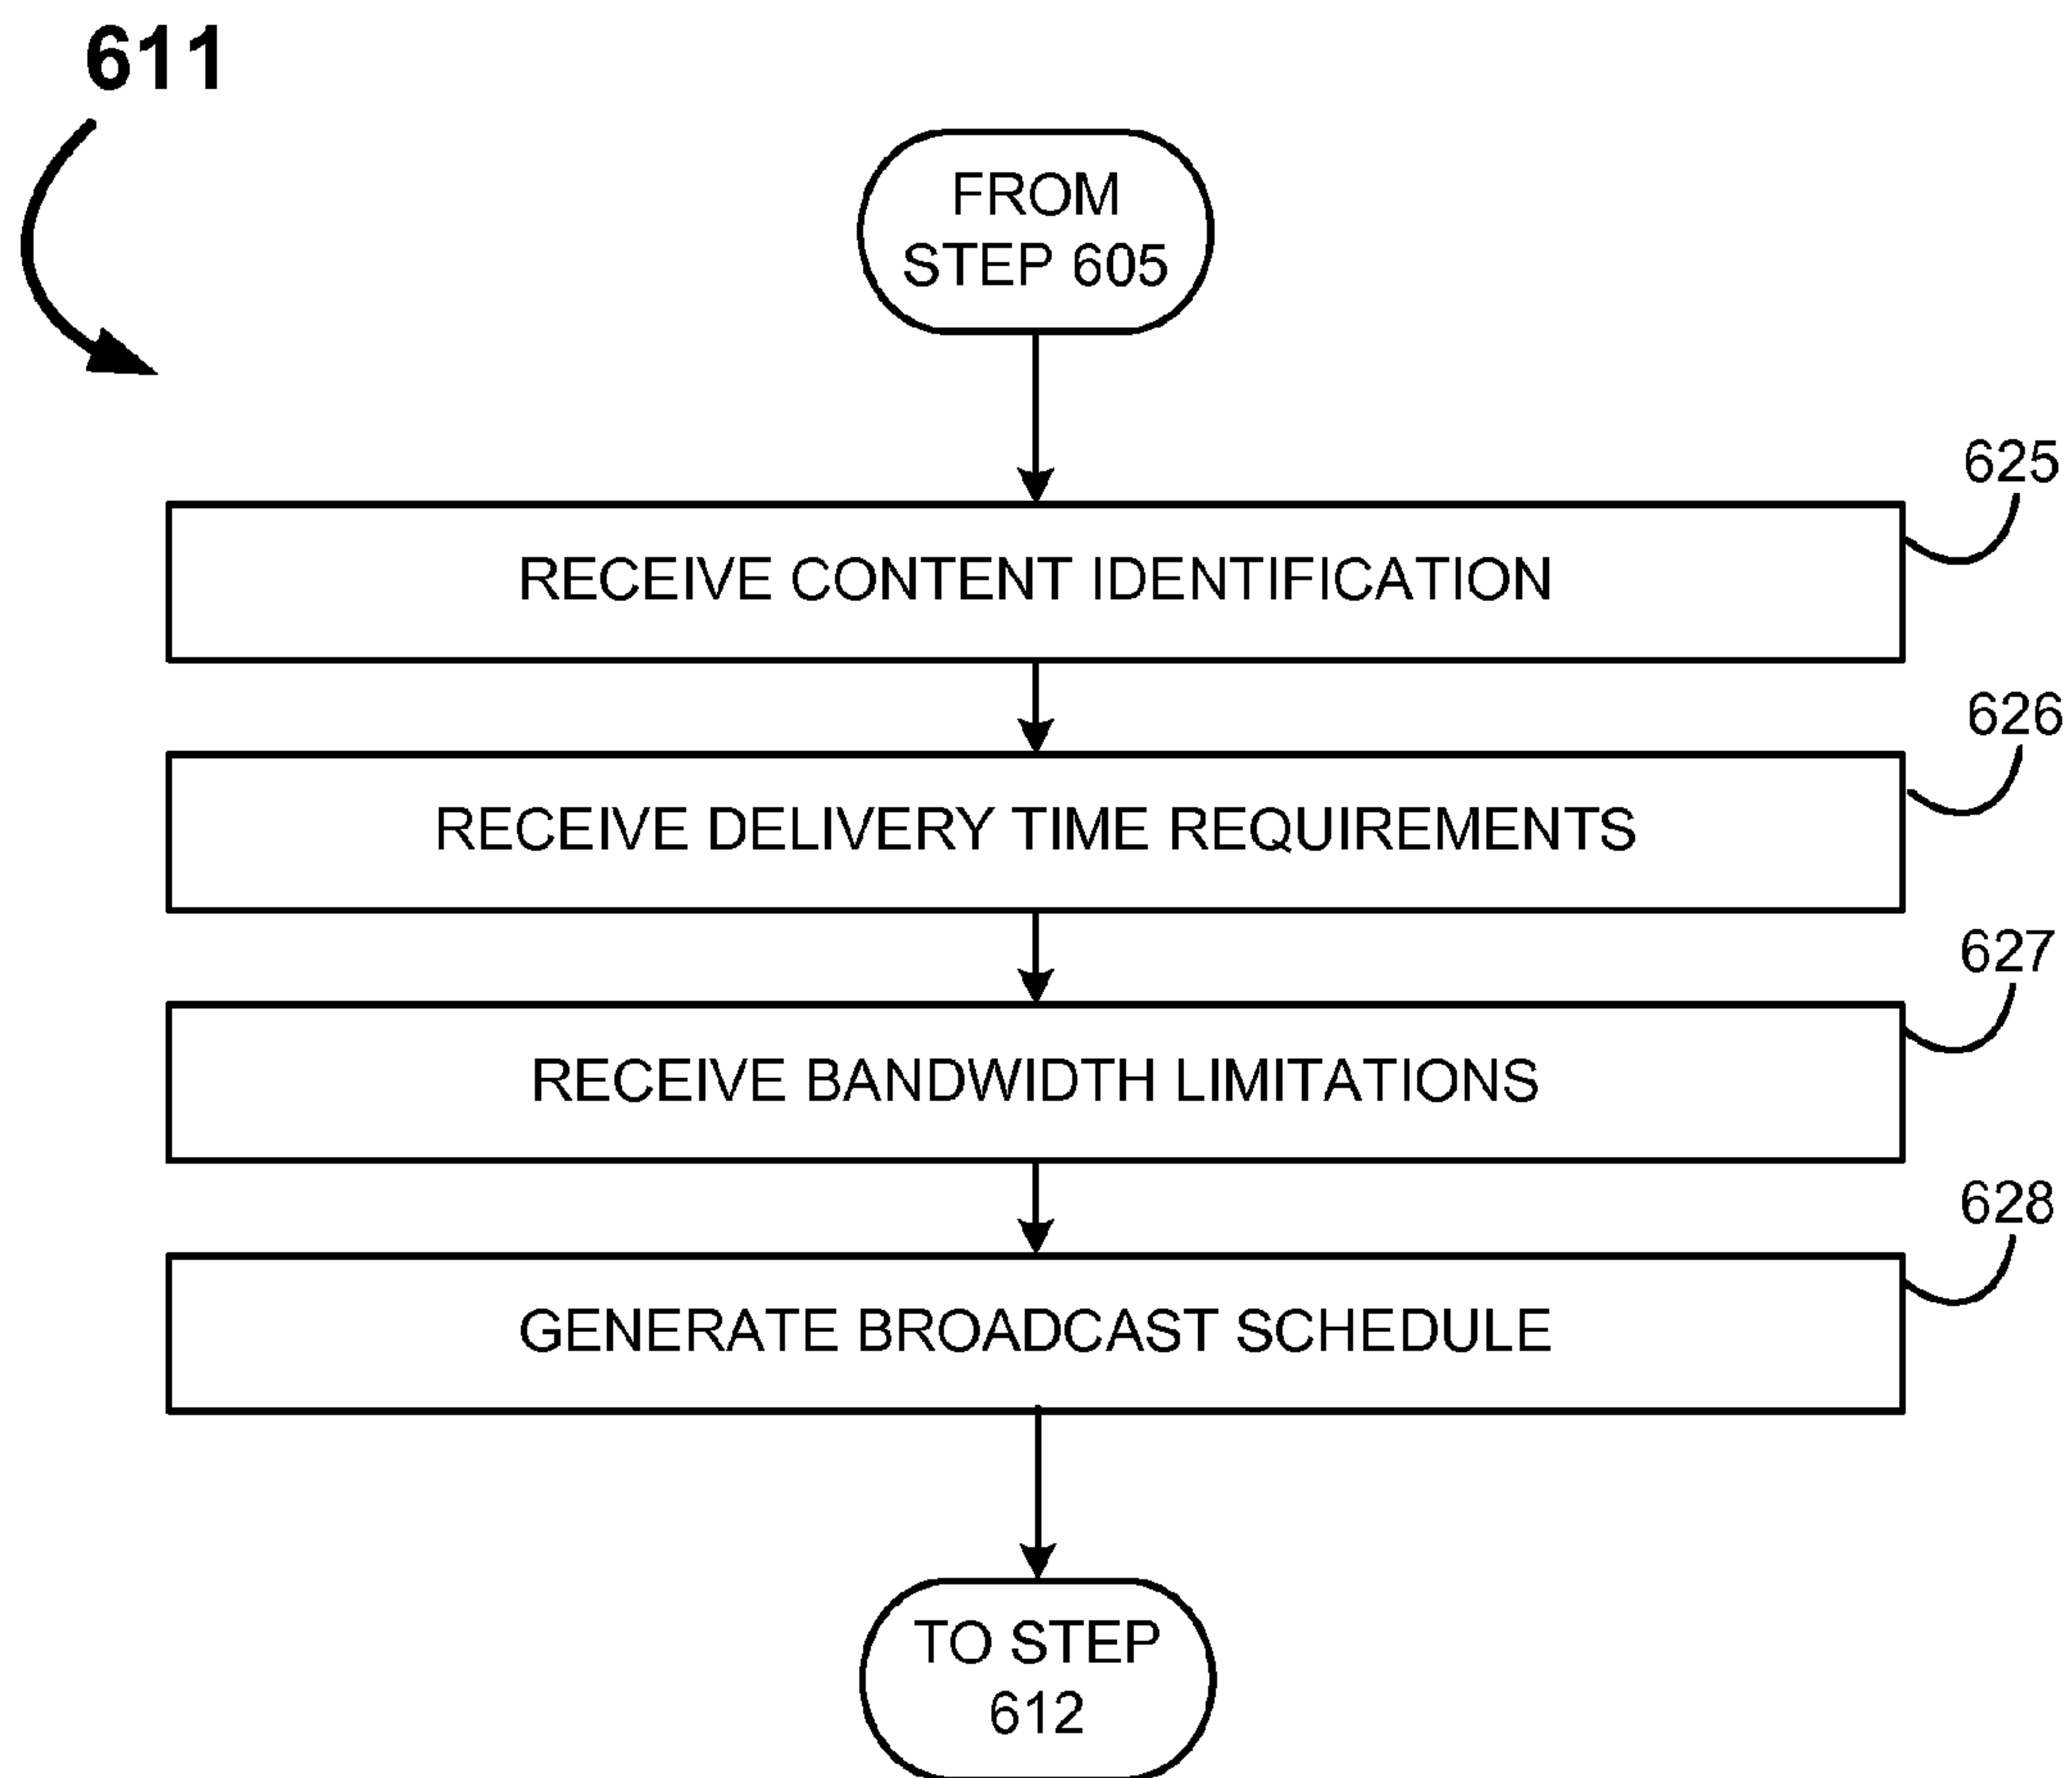 611
FROM
STEP 605
625
RECEIVE CONTENT IDENTIFICATION
626
RECEIVE DELIVERY TIME REQUIREMENTS
627
RECEIVE BANDWIDTH LIMITATIONS
628
GENERATE BROADCAST SCHEDULE
TO STEP
612